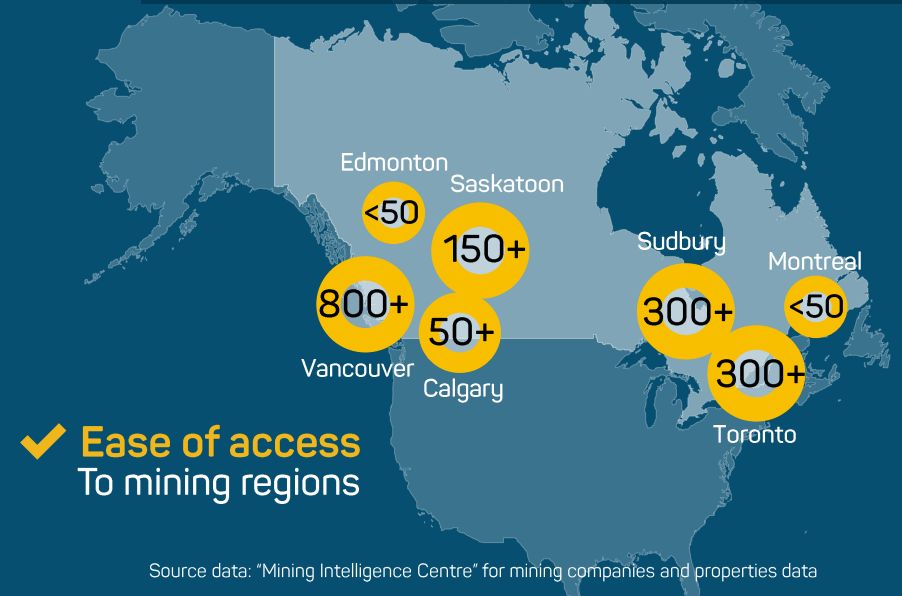 Edmonton
<50
Saskatoon
150+
Sudbury
300+
Montreal
<50
800+
Vancouver
50+
Calgary
300+
Toronto
Ease of access
To mining regions
Source data: “Mining Intelligence Centre” for mining companies and properties data